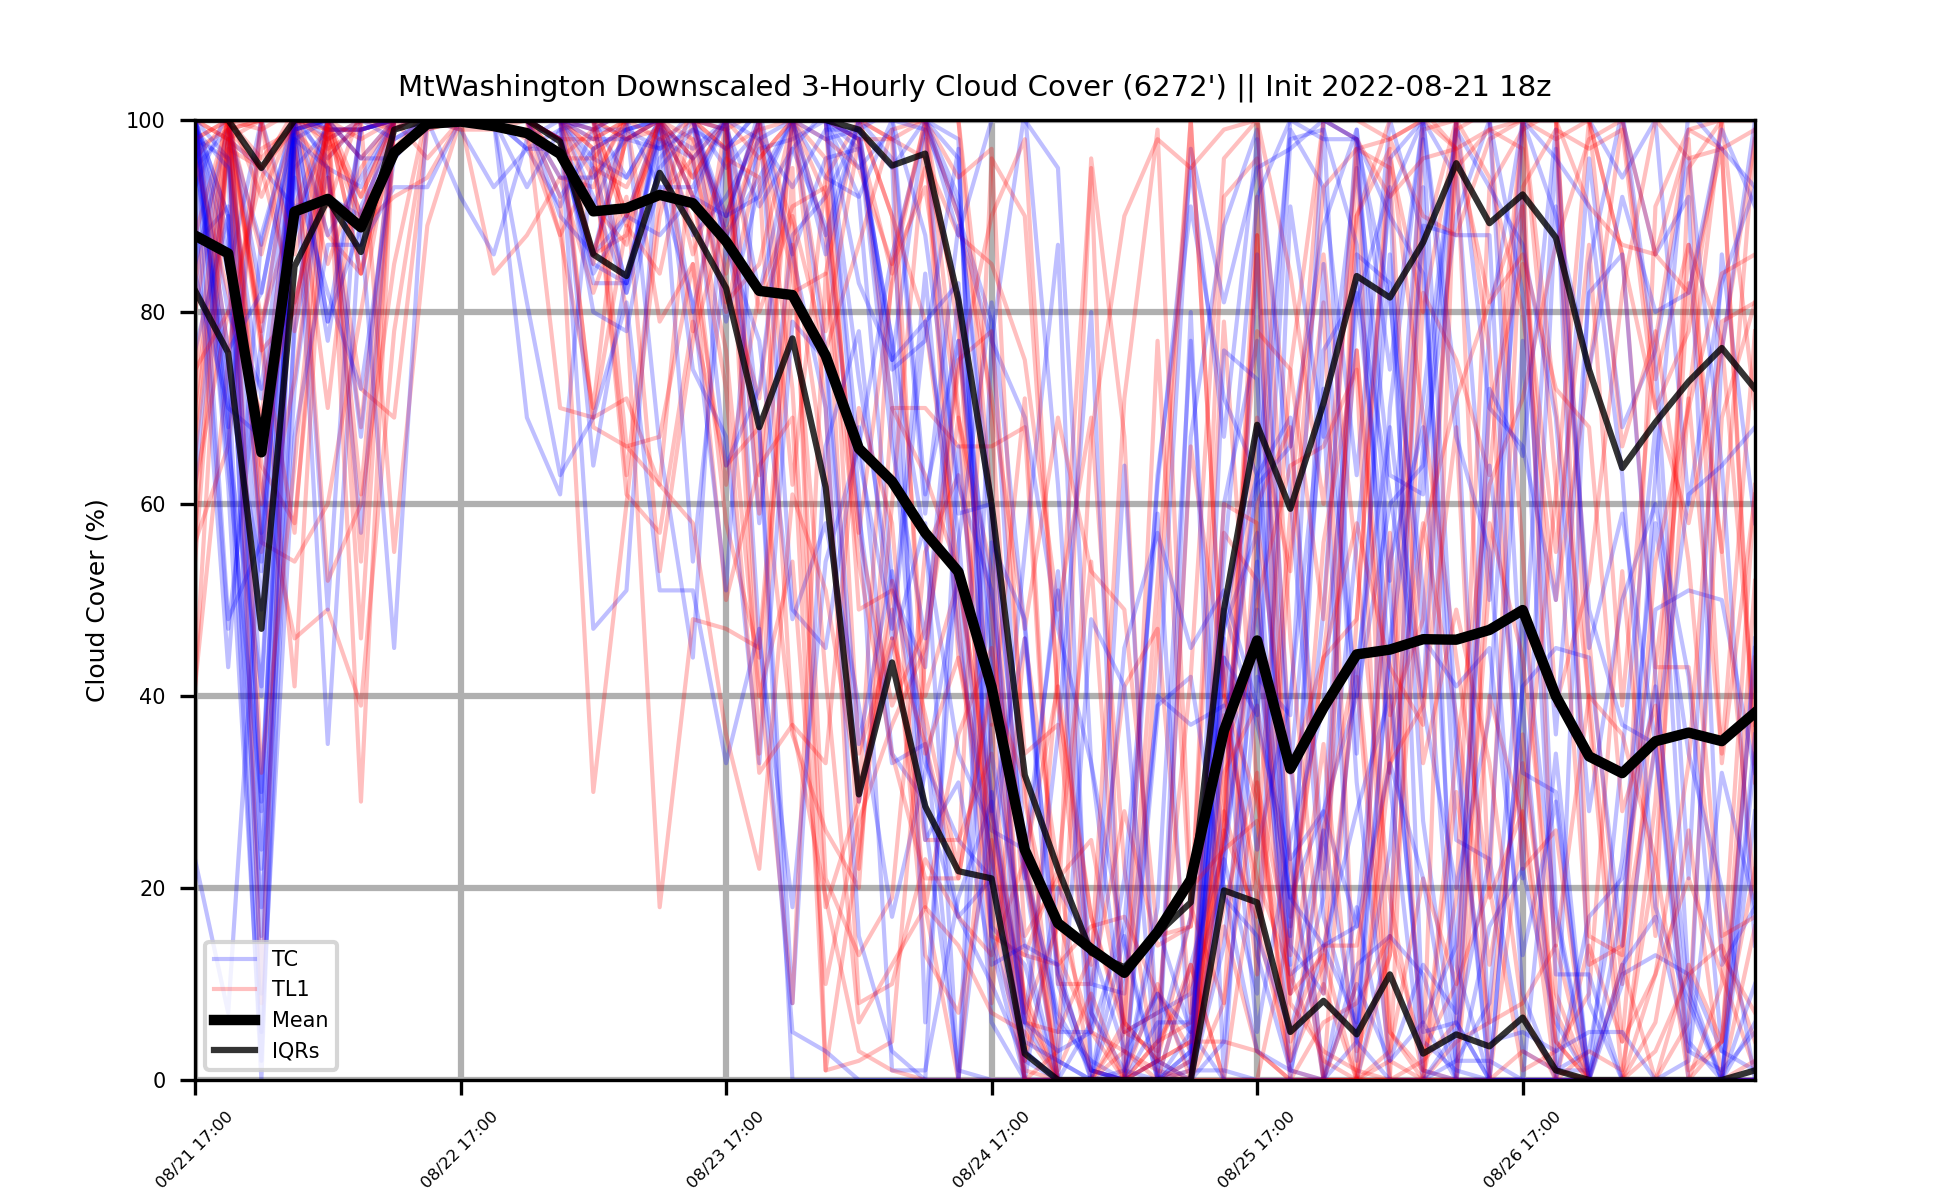 MtWashington Downscaled 3-Hourly Cloud Cover (6272') || Init 2022-08-21 18z
Cloud Cover (%)
100
80
60
40
20
0
TC
TL1
Mean
IQRs
08/21 17:00
08/22 17:00
08/23 17:00
08/24 17:00
08/25 17:00
08/26 17:00